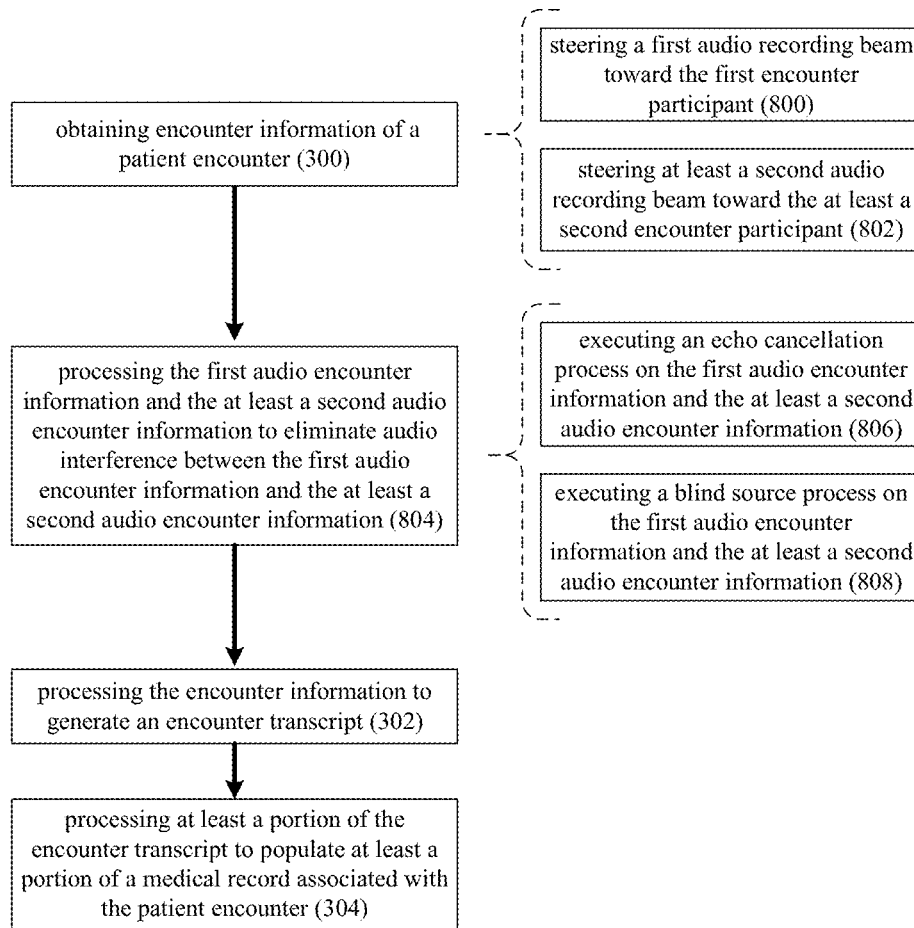 obtaining encounter information of a
patient encounter (300)
steering a first audio recording beam
toward the first encounter
participant (800)
steering at least a second audio
recording beam toward the at least a
second encounter participant (802)
processing the first audio encounter
information and the at least a second audio
encounter information to eliminate audio
interference between the first audio
encounter information and the at least a
second audio encounter information (804)
executing an echo cancellation
process on the first audio encounter
information and the at least a second
audio encounter information (806)
executing a blind source process on
the first audio encounter
information and the at least a second
audio encounter information (808)
processing the encounter information to
generate an encounter transcript (302)
processing at least a portion of the
encounter transcript to populate at least a
portion of a medical record associated with
the patient encounter (304)